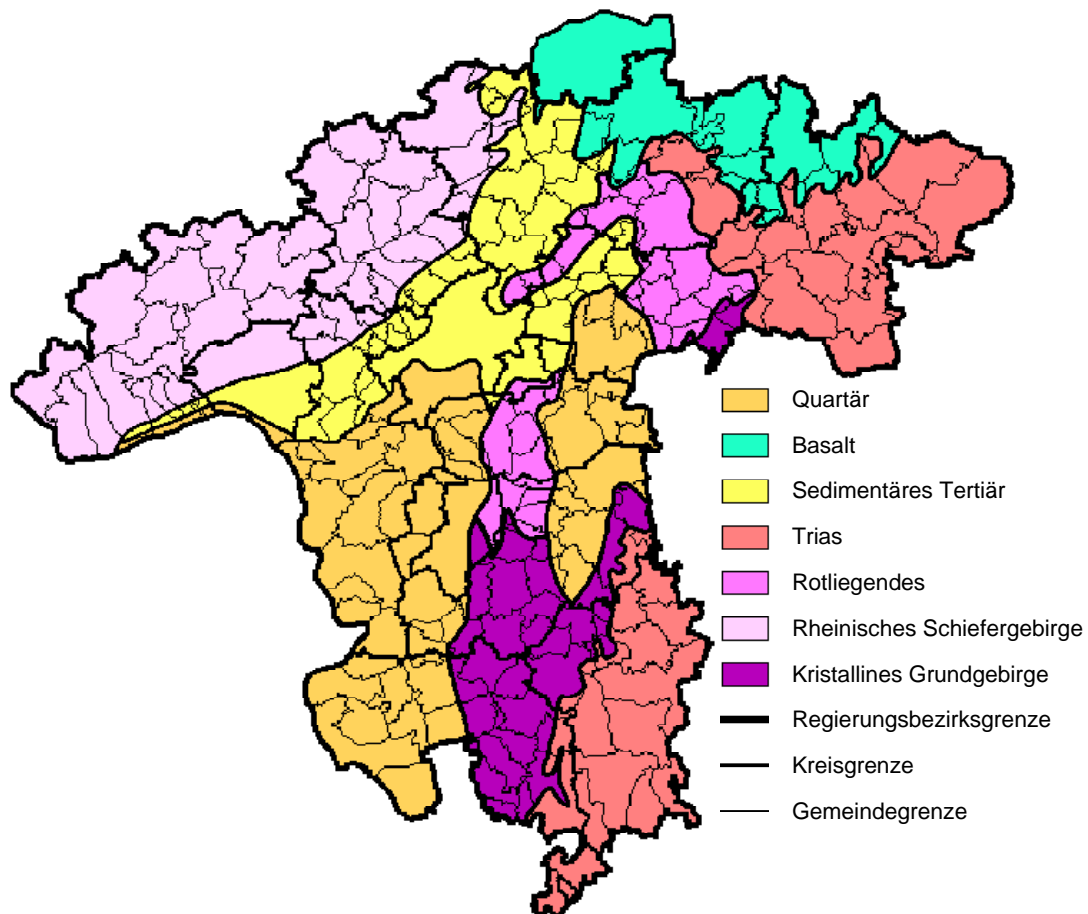 Quartär
Basalt
Sedimentäres Tertiär
Trias
Rotliegendes
Rheinisches Schiefergebirge
Kristallines Grundgebirge
Regierungsbezirksgrenze
Kreisgrenze
Gemeindegrenze